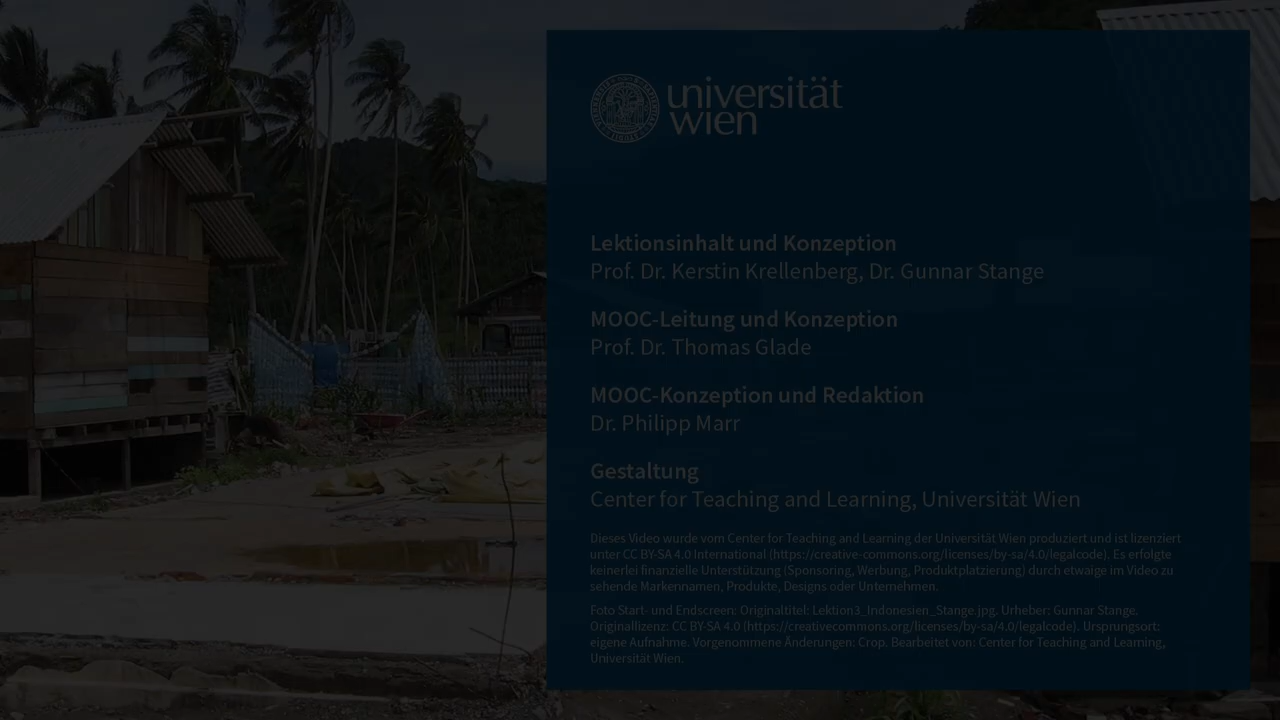 universität
wien
Lektionsinhalt und Konzeption
Prof. Dr. Kerstin Krellenberg, Dr. Gunnar Stange
MOOC-Leitung und Konzeption
Prof. Dr. Thomas Glade
MOOC-Konzeption und Redaktion
Dr. Philipp Marr
Gestaltung
Center for Teaching and Learning, Universität Wien
Dieses Video wurde vom Center for Teaching and Learning der Universität Wien produziert und ist lizenziert
unter CC BY-SA 4.0 International (https://creative-commons.org/licenses/by-sa/4.0/legalcode). Es erfolgte
keinerlei finanzielle Unterstützung (Sponsoring, Werbung, Produktplatzierung) durch etwaige im Video zu
sehende Markennamen, Produkte, Designs oder Unternehmen.
Foto Start- und Endscreen: Originaltitel: Lektion3_Indonesien_Stange.jpg. Urheber: Gunnar Stange.
Originallizenz: CC BY-SA 4.0 (https://creativecommons.org/licenses/by-sa/4.0/legalcode). Ursprungsort:
eigene Aufnahme. Vorgenommene Änderungen: Crop. Bearbeitet von: Center for Teaching and Learning,
Universität Wien.